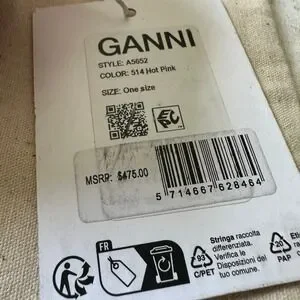 GANNI
STYLE: A5652
COLOR: 514 Hot Pink
SIZE: One size
MSRP: $475.00
5 714667 628464
FR
Stringa raccolta
differenziata.
Verifica le
Disposizioni del
tuo comune.
93
C/PET
20
PAP